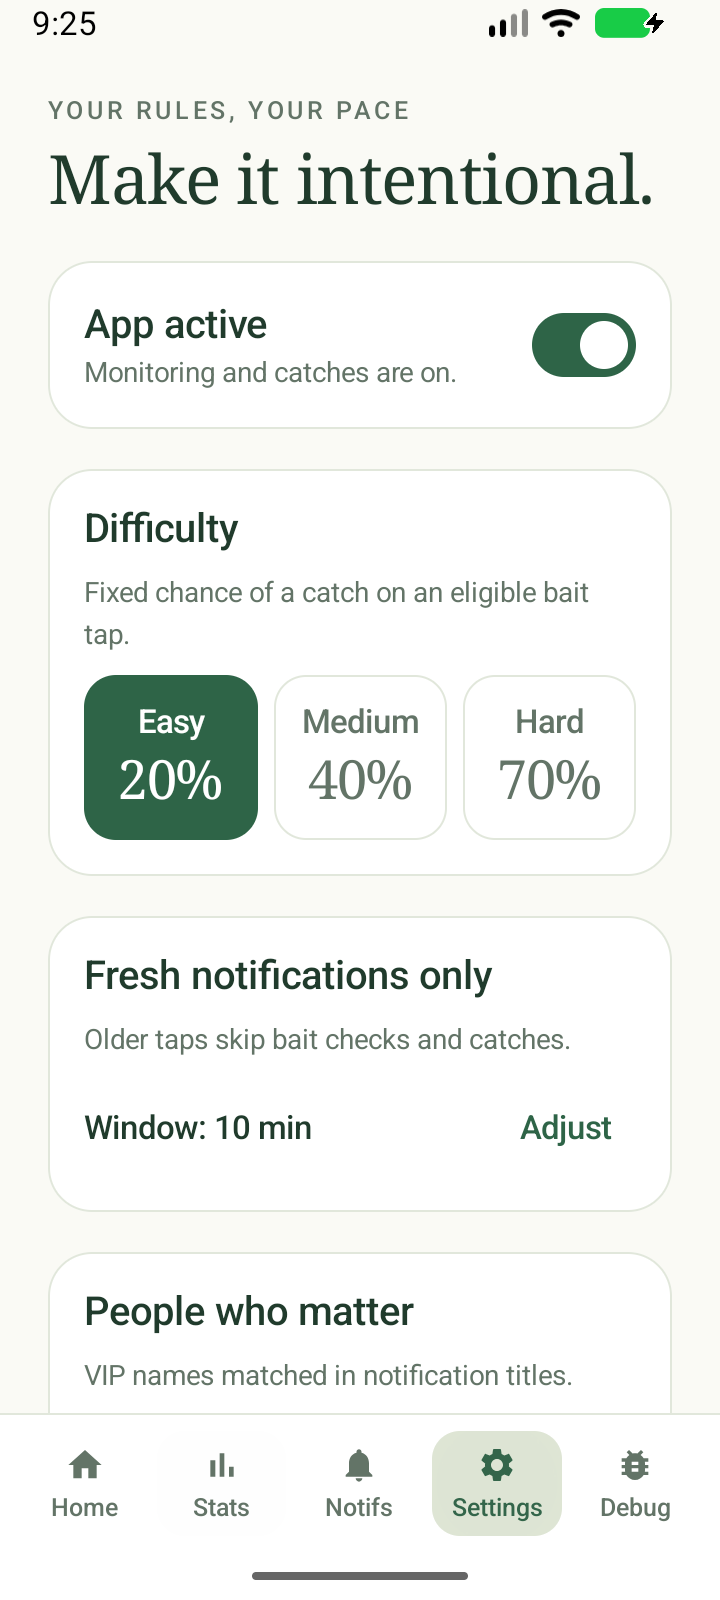 9:25
YOUR RULES, YOUR PACE
Make it intentional.
App active
Monitoring and catches are on.
Difficulty
Fixed chance of a catch on an eligible bait
tap.
Easy
20%
Medium
40%
Hard
70%
Fresh notifications only
Older taps skip bait checks and catches.
Window: 10 min
Adjust
People who matter
VIP names matched in notification titles.
Home
Stats
Notifs
Settings
Debug